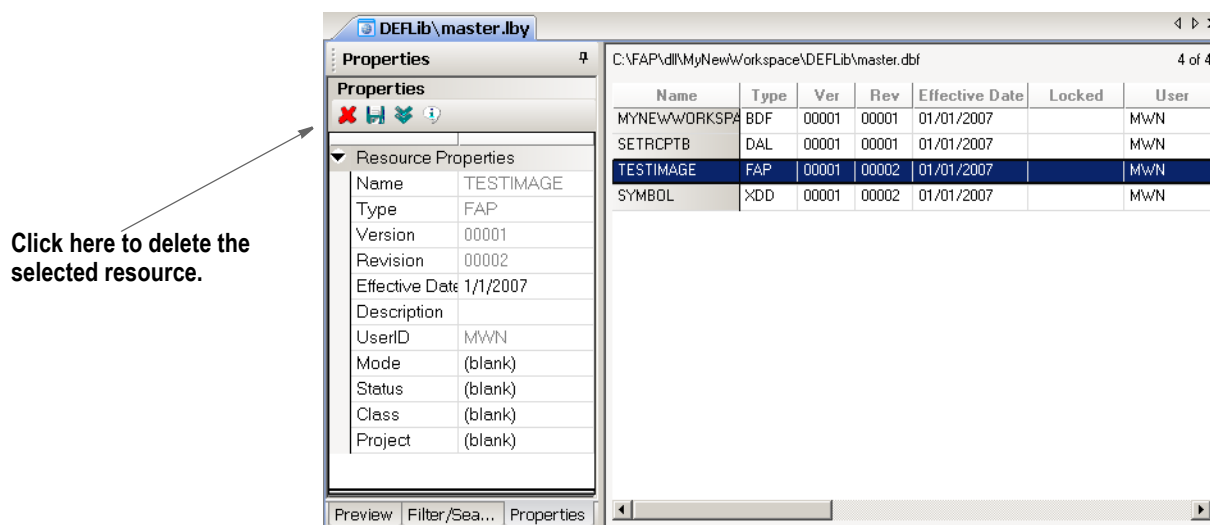 DEFLib\master.lby
Properties
C:\FAP\dll\MyNewWorkspace\DEFLib\master.dbf 4 of 4
Properties
Name Type Ver Rev Effective Date Locked User
MYNEWWORKSPA BDF 00001 00001 01/01/2007 MWN
SETRCPTB DAL 00001 00001 01/01/2007 MWN
TESTIMAGE FAP 00001 00002 01/01/2007 MWN
SYMBOL XDD 00001 00002 01/01/2007 MWN
Resource Properties
Name TESTIMAGE
Type FAP
Version 00001
Revision 00002
Effective Date 1/1/2007
Description
UserID MWN
Mode (blank)
Status (blank)
Class (blank)
Project (blank)
Click here to delete the
selected resource.
Preview Filter/Sea... Properties